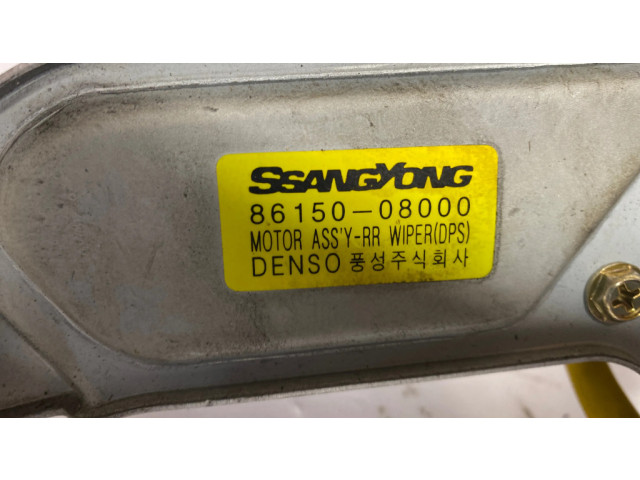 SSANGYONG
86150-08000
MOTOR ASS'Y-RR WIPER(DPS)
DENSO 풍성주식회사